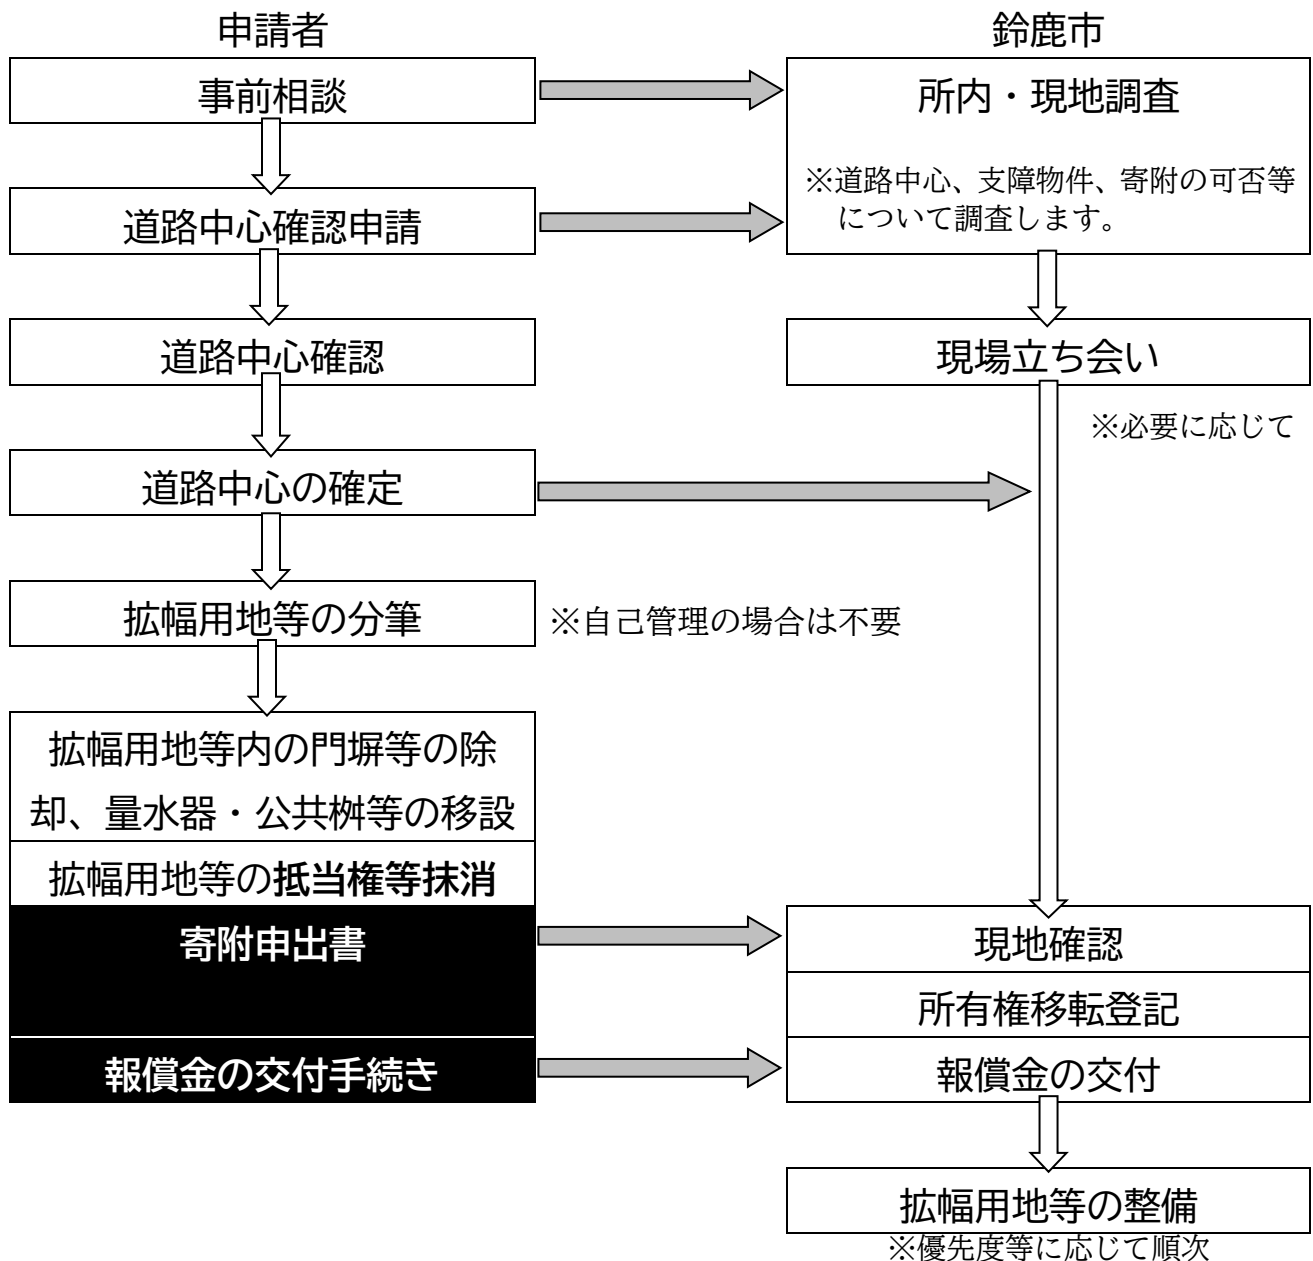 申請者
鈴鹿市
事前相談
所内・現地調査
※道路中心、支障物件、寄附の可否等
について調査します。
道路中心確認申請
道路中心確認
現場立ち会い
※必要に応じて
道路中心の確定
拡幅用地等の分筆
※自己管理の場合は不要
拡幅用地等内の門塀等の除
却、量水器・公共桝等の移設
拡幅用地等の抵当権等抹消
寄附申出書
現地確認
所有権移転登記
報償金の交付手続き
報償金の交付
拡幅用地等の整備
※優先度等に応じて順次